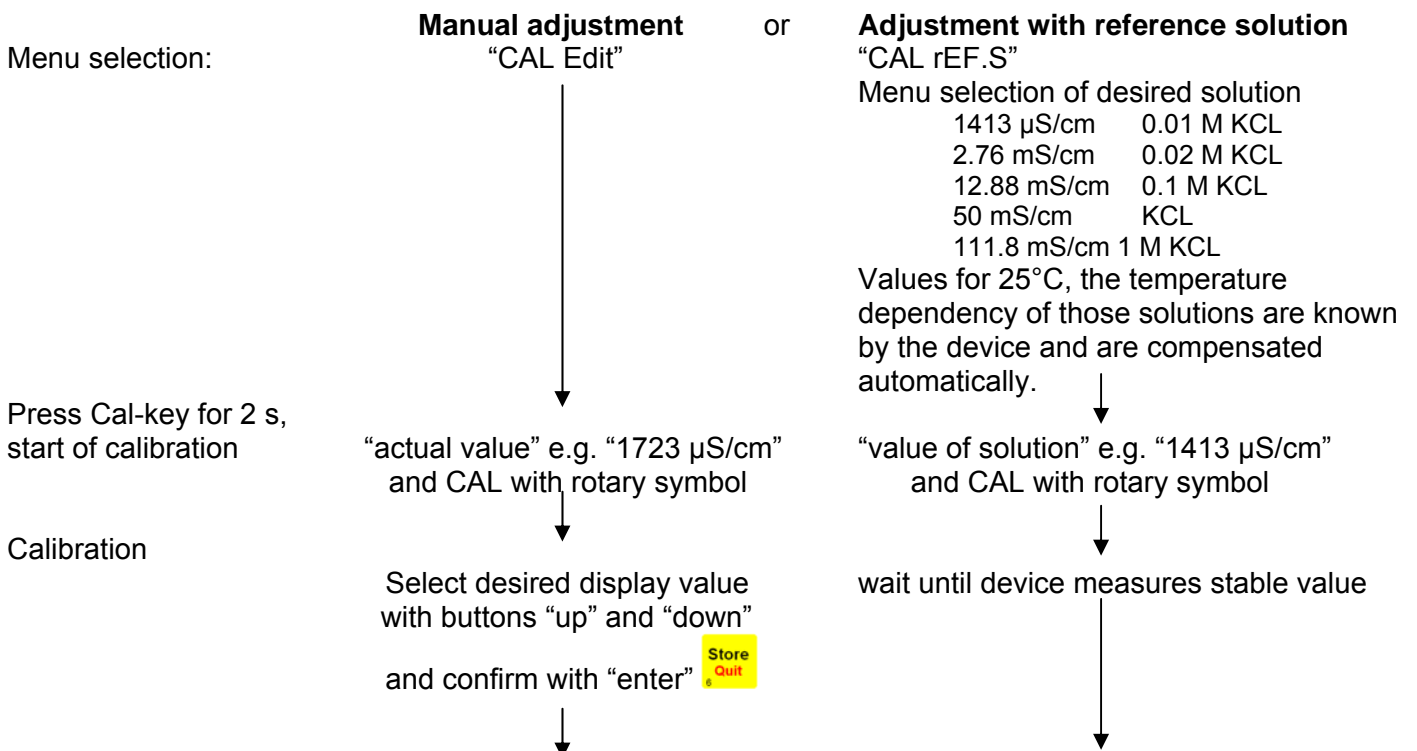 Manual adjustment or Adjustment with reference solution
Menu selection: “CAL Edit” “CAL rEF.S”
Menu selection of desired solution
1413 µS/cm 0.01 M KCL
2.76 mS/cm 0.02 M KCL
12.88 mS/cm 0.1 M KCL
50 mS/cm KCL
111.8 mS/cm 1 M KCL
Values for 25°C, the temperature
dependency of those solutions are known
by the device and are compensated
automatically.
Press Cal-key for 2 s,
start of calibration “actual value” e.g. “1723 µS/cm” “value of solution” e.g. “1413 µS/cm”
and CAL with rotary symbol and CAL with rotary symbol
Calibration
Select desired display value wait until device measures stable value
with buttons “up” and “down”
and confirm with “enter” Store
Quit
6